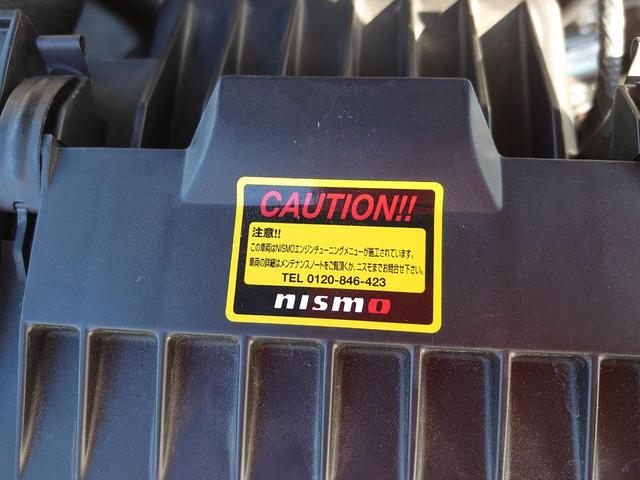 CAUTION!!
注意!!
この車両はNISMOエンジンチューニングメニューが施工されています。
車両の詳細はメンテナンスノートをご覧頂くか、ニスモまでお問合せ下さい。
TEL 0120-846-423
nismo